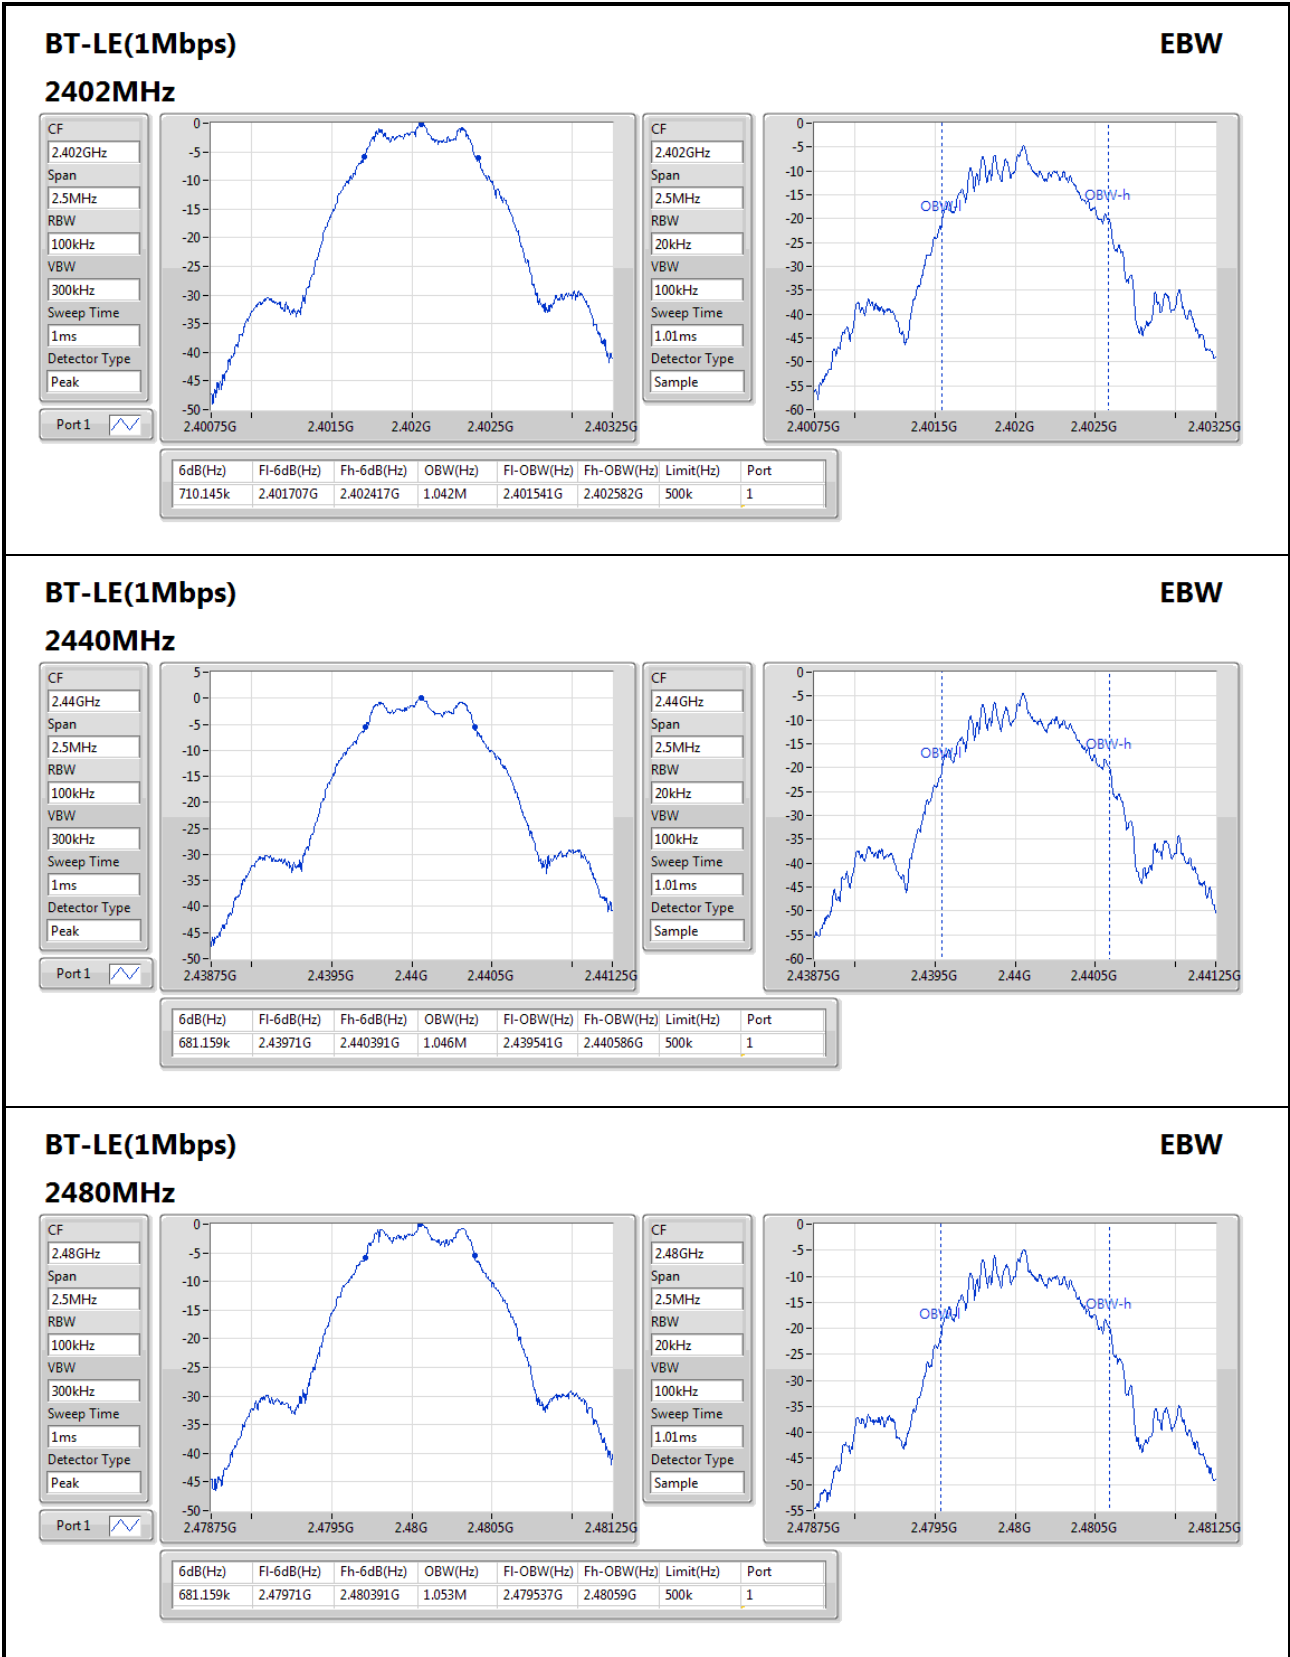 BT-LE(1Mbps) EBW
2402MHz
CF
2.402GHz
Span
2.5MHz
RBW
100kHz
VBW
300kHz
Sweep Time
1ms
Detector Type
Peak
Port 1
0
-5
-10
-15
-20
-25
-30
-35
-40
-45
-50
2.40075G 2.4015G 2.402G 2.4025G 2.40325G
CF
2.402GHz
Span
2.5MHz
RBW
20kHz
VBW
100kHz
Sweep Time
1.01ms
Detector Type
Sample
0
-5
-10
-15
-20
-25
-30
-35
-40
-45
-50
-55
-60
OBW-l OBW-h
2.40075G 2.4015G 2.402G 2.4025G 2.40325G
6dB(Hz) Fl-6dB(Hz) Fh-6dB(Hz) OBW(Hz) Fl-OBW(Hz) Fh-OBW(Hz) Limit(Hz) Port
710.145k 2.401707G 2.402417G 1.042M 2.401541G 2.402582G 500k 1
BT-LE(1Mbps) EBW
2440MHz
CF
2.44GHz
Span
2.5MHz
RBW
100kHz
VBW
300kHz
Sweep Time
1ms
Detector Type
Peak
Port 1
5
0
-5
-10
-15
-20
-25
-30
-35
-40
-45
-50
2.43875G 2.4395G 2.44G 2.4405G 2.44125G
CF
2.44GHz
Span
2.5MHz
RBW
20kHz
VBW
100kHz
Sweep Time
1.01ms
Detector Type
Sample
0
-5
-10
-15
-20
-25
-30
-35
-40
-45
-50
-55
-60
OBW-l OBW-h
2.43875G 2.4395G 2.44G 2.4405G 2.44125G
6dB(Hz) Fl-6dB(Hz) Fh-6dB(Hz) OBW(Hz) Fl-OBW(Hz) Fh-OBW(Hz) Limit(Hz) Port
681.159k 2.43971G 2.440391G 1.046M 2.439541G 2.440586G 500k 1
BT-LE(1Mbps) EBW
2480MHz
CF
2.48GHz
Span
2.5MHz
RBW
100kHz
VBW
300kHz
Sweep Time
1ms
Detector Type
Peak
Port 1
0
-5
-10
-15
-20
-25
-30
-35
-40
-45
-50
2.47875G 2.4795G 2.48G 2.4805G 2.48125G
CF
2.48GHz
Span
2.5MHz
RBW
20kHz
VBW
100kHz
Sweep Time
1.01ms
Detector Type
Sample
0
-5
-10
-15
-20
-25
-30
-35
-40
-45
-50
-55
OBW-l OBW-h
2.47875G 2.4795G 2.48G 2.4805G 2.48125G
6dB(Hz) Fl-6dB(Hz) Fh-6dB(Hz) OBW(Hz) Fl-OBW(Hz) Fh-OBW(Hz) Limit(Hz) Port
681.159k 2.47971G 2.480391G 1.053M 2.479537G 2.48059G 500k 1